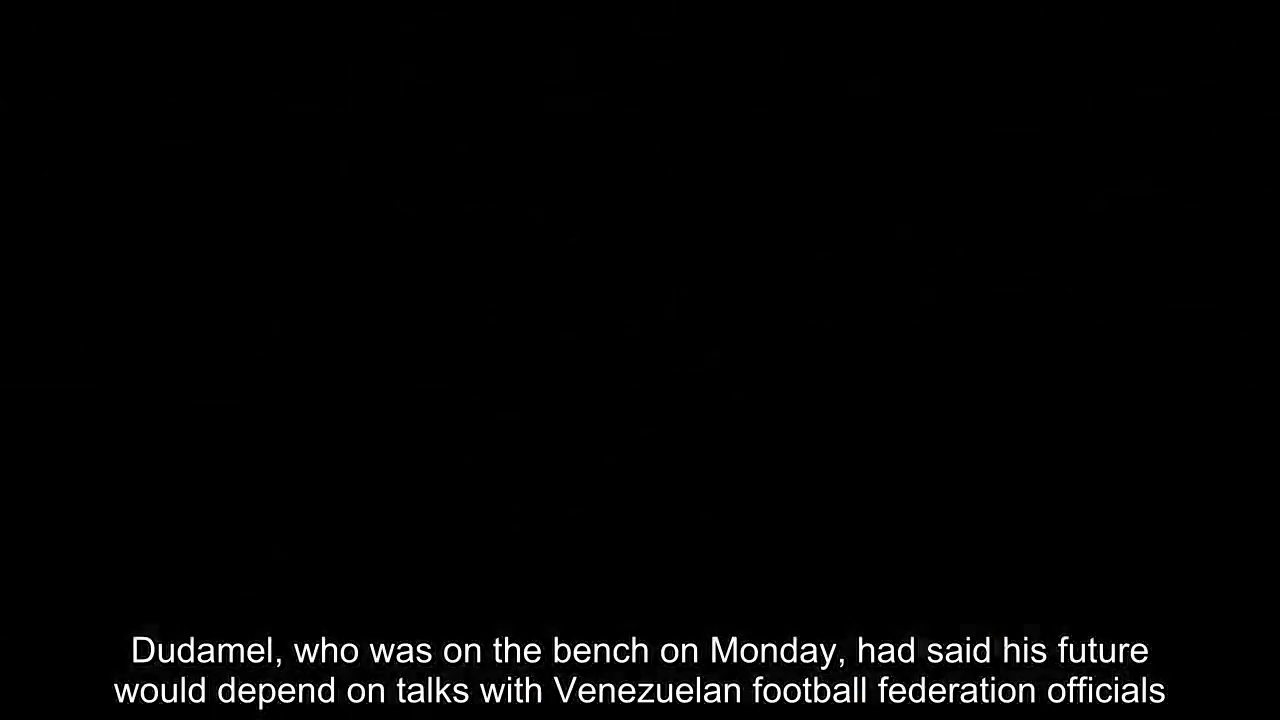 Dudamel, who was on the bench on Monday, had said his future
would depend on talks with Venezuelan football federation officials